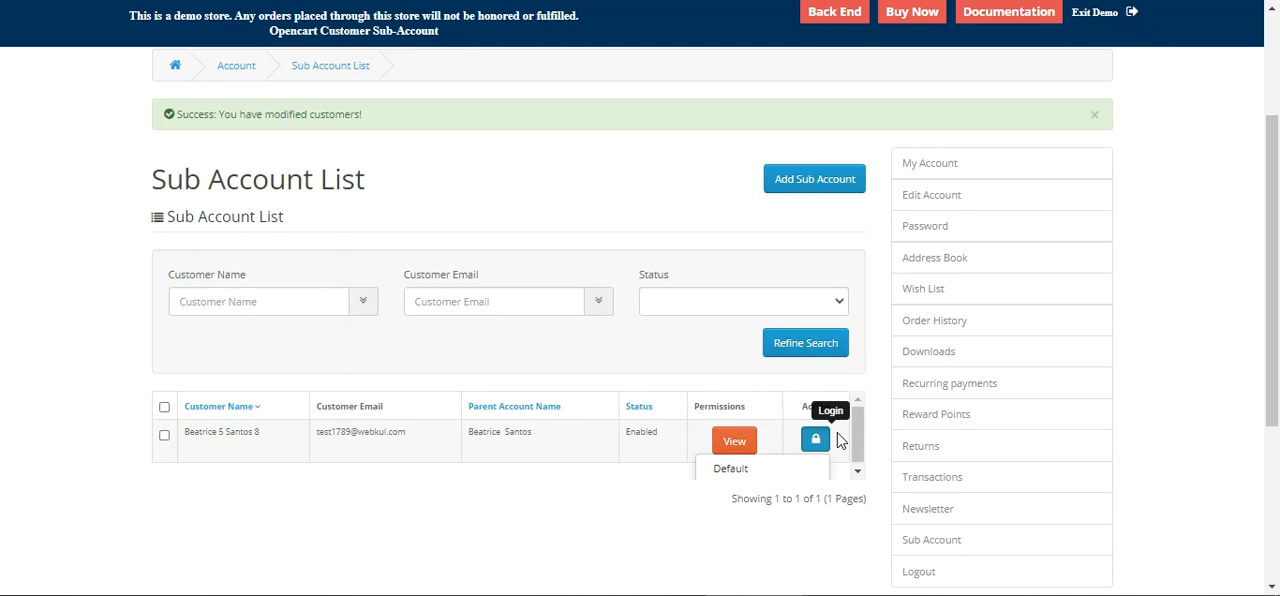 This is a demo store. Any orders placed through this store will not be honored or fulfilled.
Opencart Customer Sub-Account
Back End
Buy Now
Documentation
Exit Demo
Account
Sub Account List
Success: You have modified customers!
×
Sub Account List
Add Sub Account
Sub Account List
Customer Name
Customer Email
Status
Customer Name
Customer Email
Refine Search
Customer Name
Customer Email
Parent Account Name
Status
Permissions
Login
Beatrice 5 Santos 8
test1789@webkul.com
Beatrice Santos
Enabled
View
Default
Showing 1 to 1 of 1 (1 Pages)
My Account
Edit Account
Password
Address Book
Wish List
Order History
Downloads
Recurring payments
Reward Points
Returns
Transactions
Newsletter
Sub Account
Logout